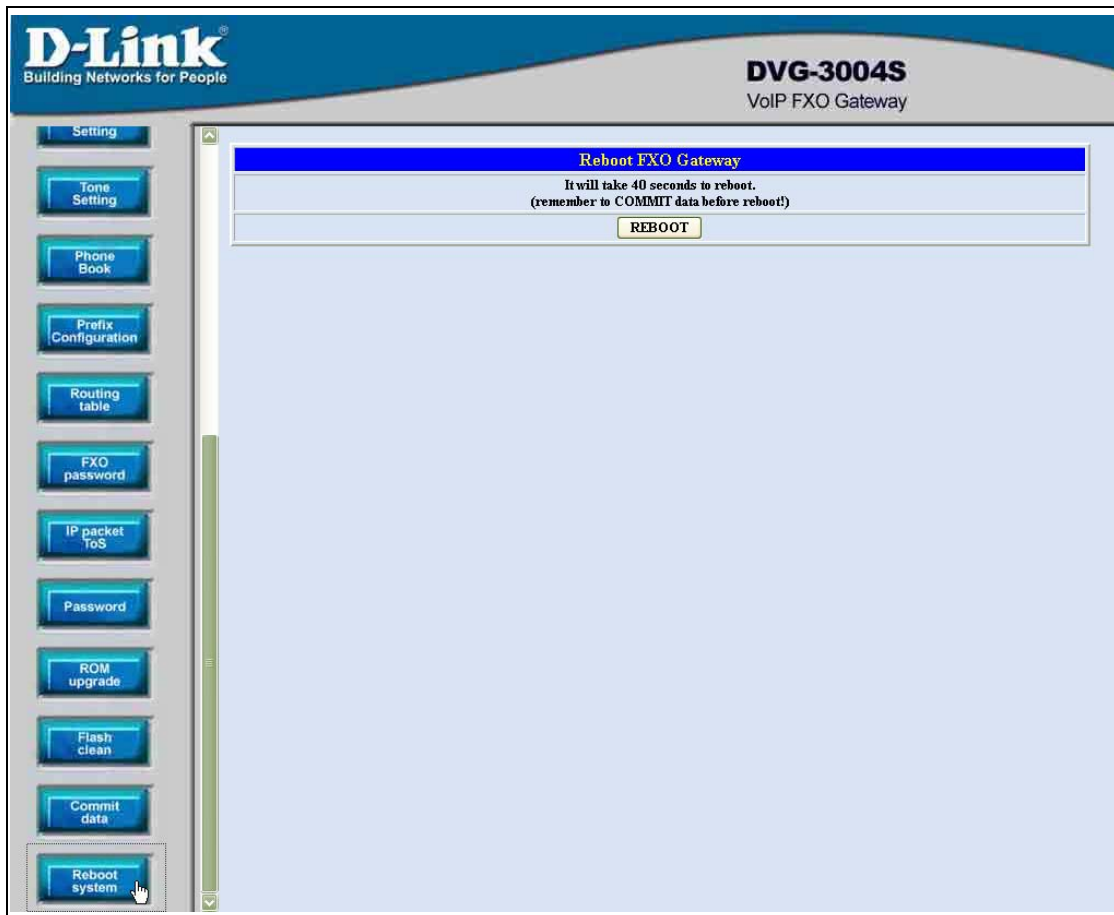 D-Link®
Building Networks for People
DVG-3004S
VoIP FXO Gateway
Setting
Tone
Setting
Phone
Book
Prefix
Configuration
Routing
table
FXO
password
IP packet
ToS
Password
ROM
upgrade
Flash
clean
Commit
data
Reboot
system
Reboot FXO Gateway
It will take 40 seconds to reboot.
(remember to COMMIT data before reboot!)
REBOOT